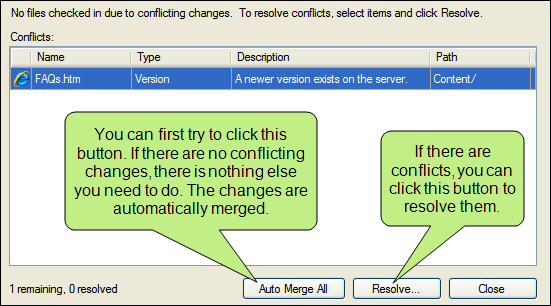 No files checked in due to conflicting changes.  To resolve conflicts, select items and click Resolve.
Conflicts:
Name Type Description Path
FAQs.htm Version A newer version exists on the server. Content/
You can first try to click this
button. If there are no conflicting
changes, there is nothing else
you need to do. The changes are
automatically merged.
If there are
conflicts, you can
click this button to
resolve them.
1 remaining, 0 resolved
Auto Merge All Resolve... Close